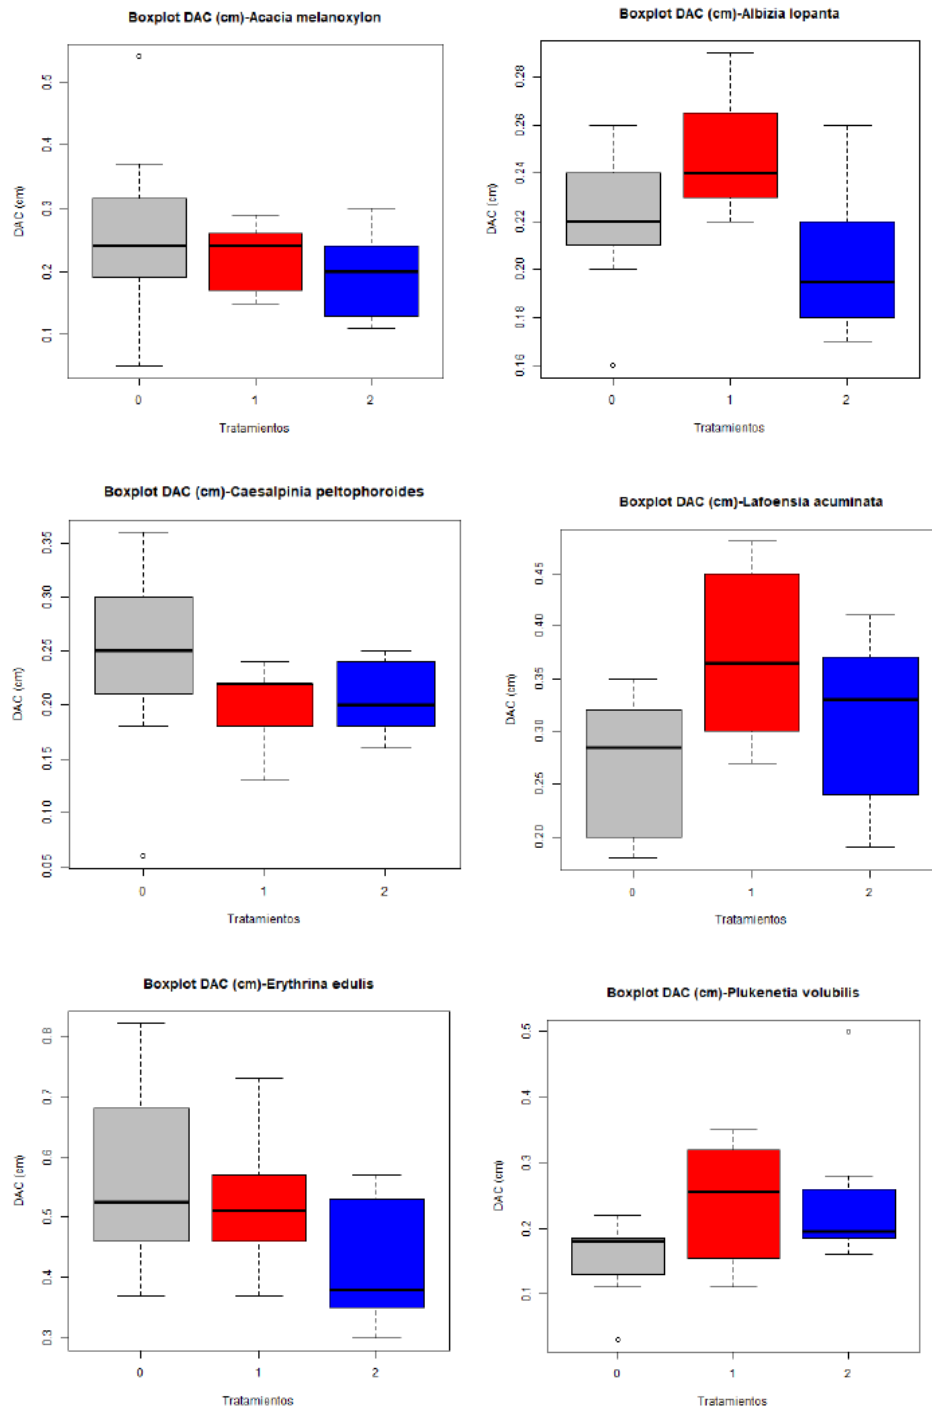 Boxplot DAC (cm)-Acacia melanoxylon
DAC (cm)
0.5
0.4
0.3
0.2
0.1
0 1 2
Tratamientos
Boxplot DAC (cm)-Albizia lopanta
DAC (cm)
0.28
0.26
0.24
0.22
0.20
0.18
0.16
0 1 2
Tratamientos
Boxplot DAC (cm)-Caesalpinia peltophoroides
DAC (cm)
0.35
0.30
0.25
0.20
0.15
0.10
0.05
0 1 2
Tratamientos
Boxplot DAC (cm)-Lafoensia acuminata
DAC (cm)
0.45
0.40
0.35
0.30
0.25
0.20
0 1 2
Tratamientos
Boxplot DAC (cm)-Erythrina edulis
DAC (cm)
0.8
0.7
0.6
0.5
0.4
0.3
0 1 2
Tratamientos
Boxplot DAC (cm)-Plukenetia volubilis
DAC (cm)
0.5
0.4
0.3
0.2
0.1
0 1 2
Tratamientos